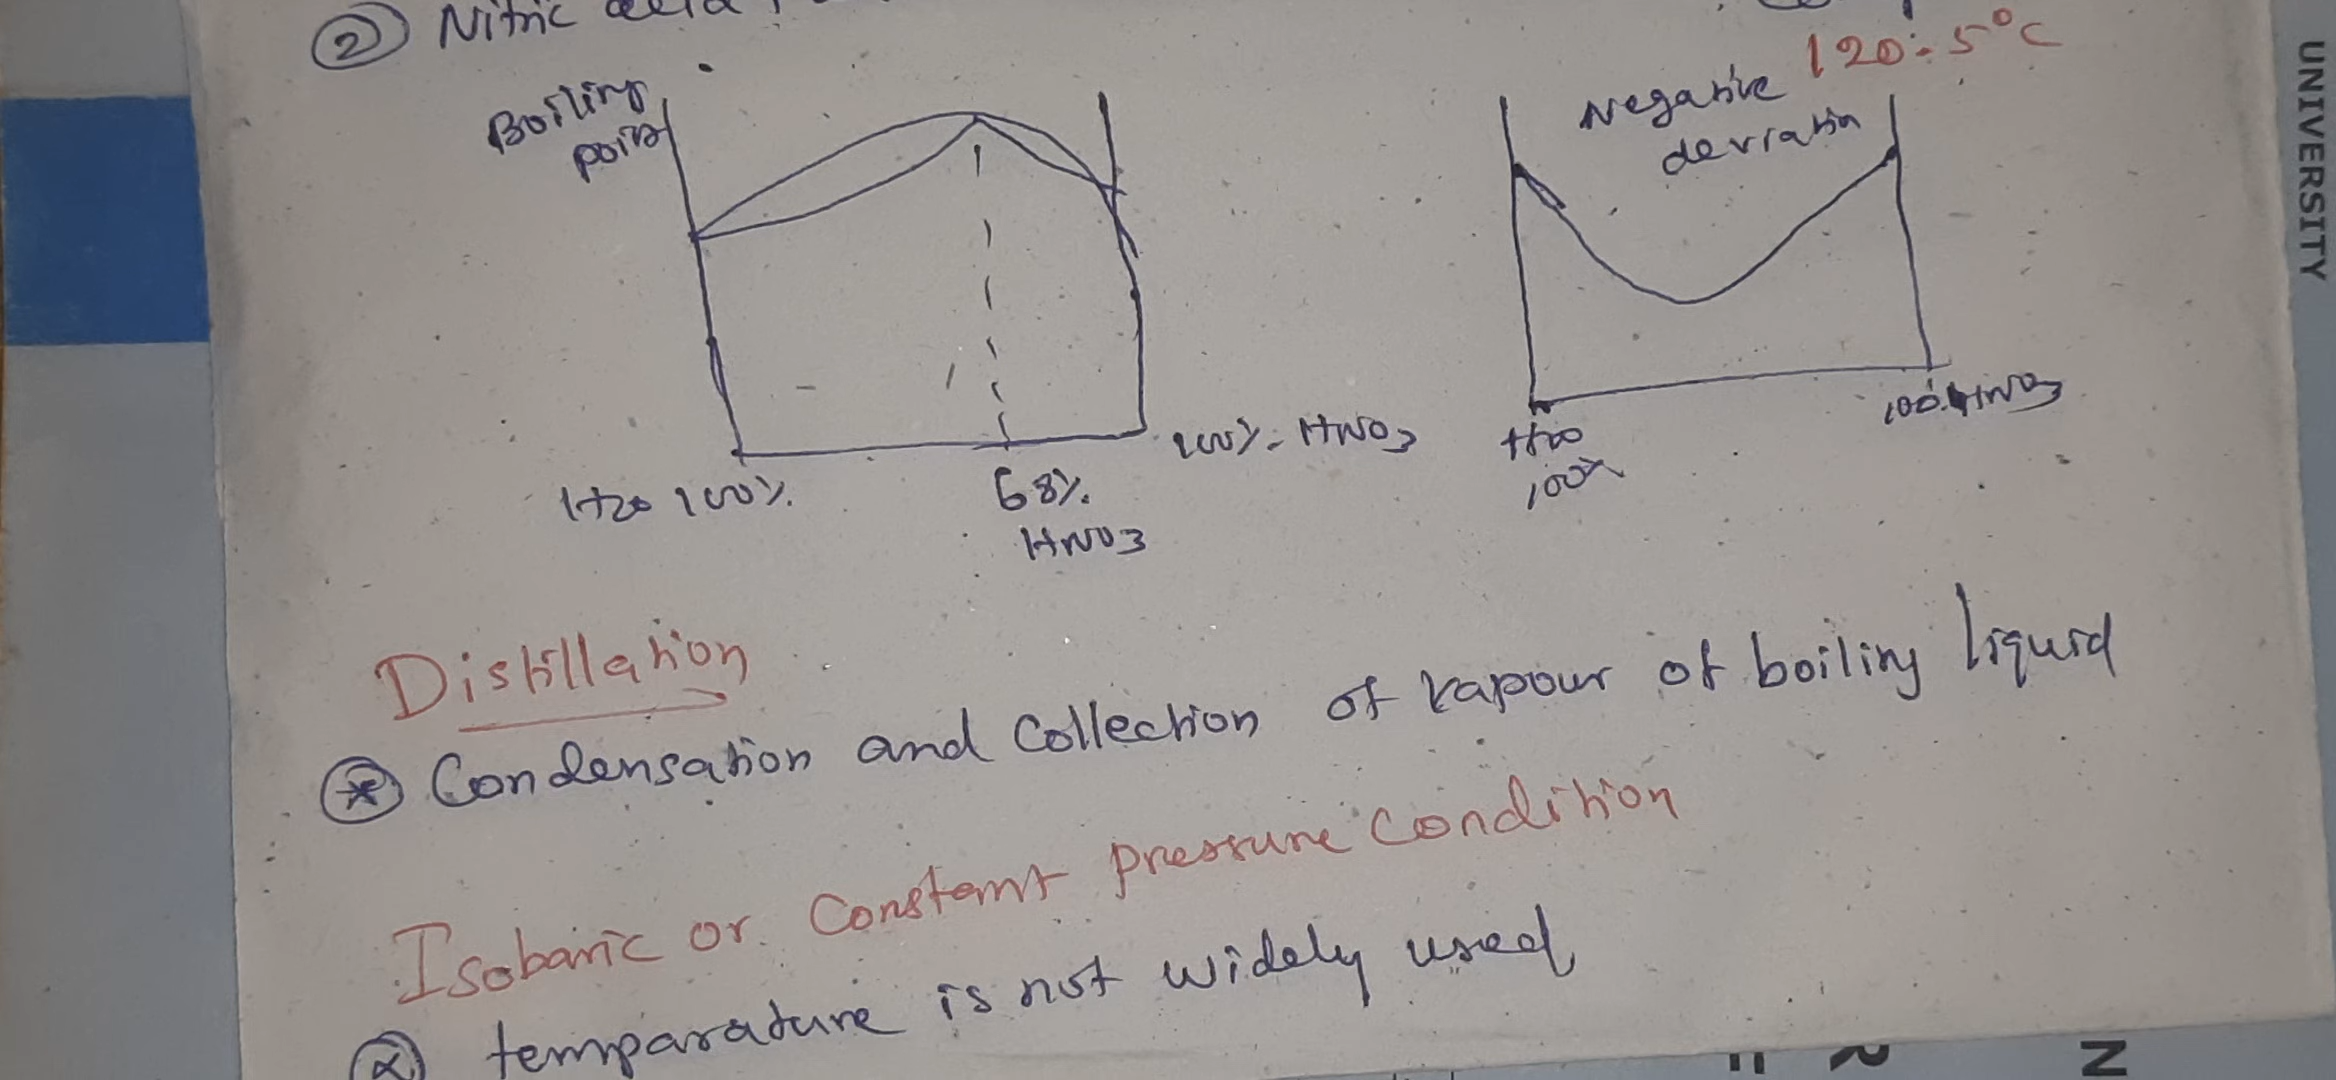 ② Nitric acid
120.5°C
Boiling
point
Negative
deviation
H2O 100%
68%
HNO3
100% HNO3
H2O
100%
100% HNO3
Distillation
Condensation and Collection of vapour of boiling liquid
Isobaric or Constant pressure Condition
temparature is not widely used
UNIVERSITY
N